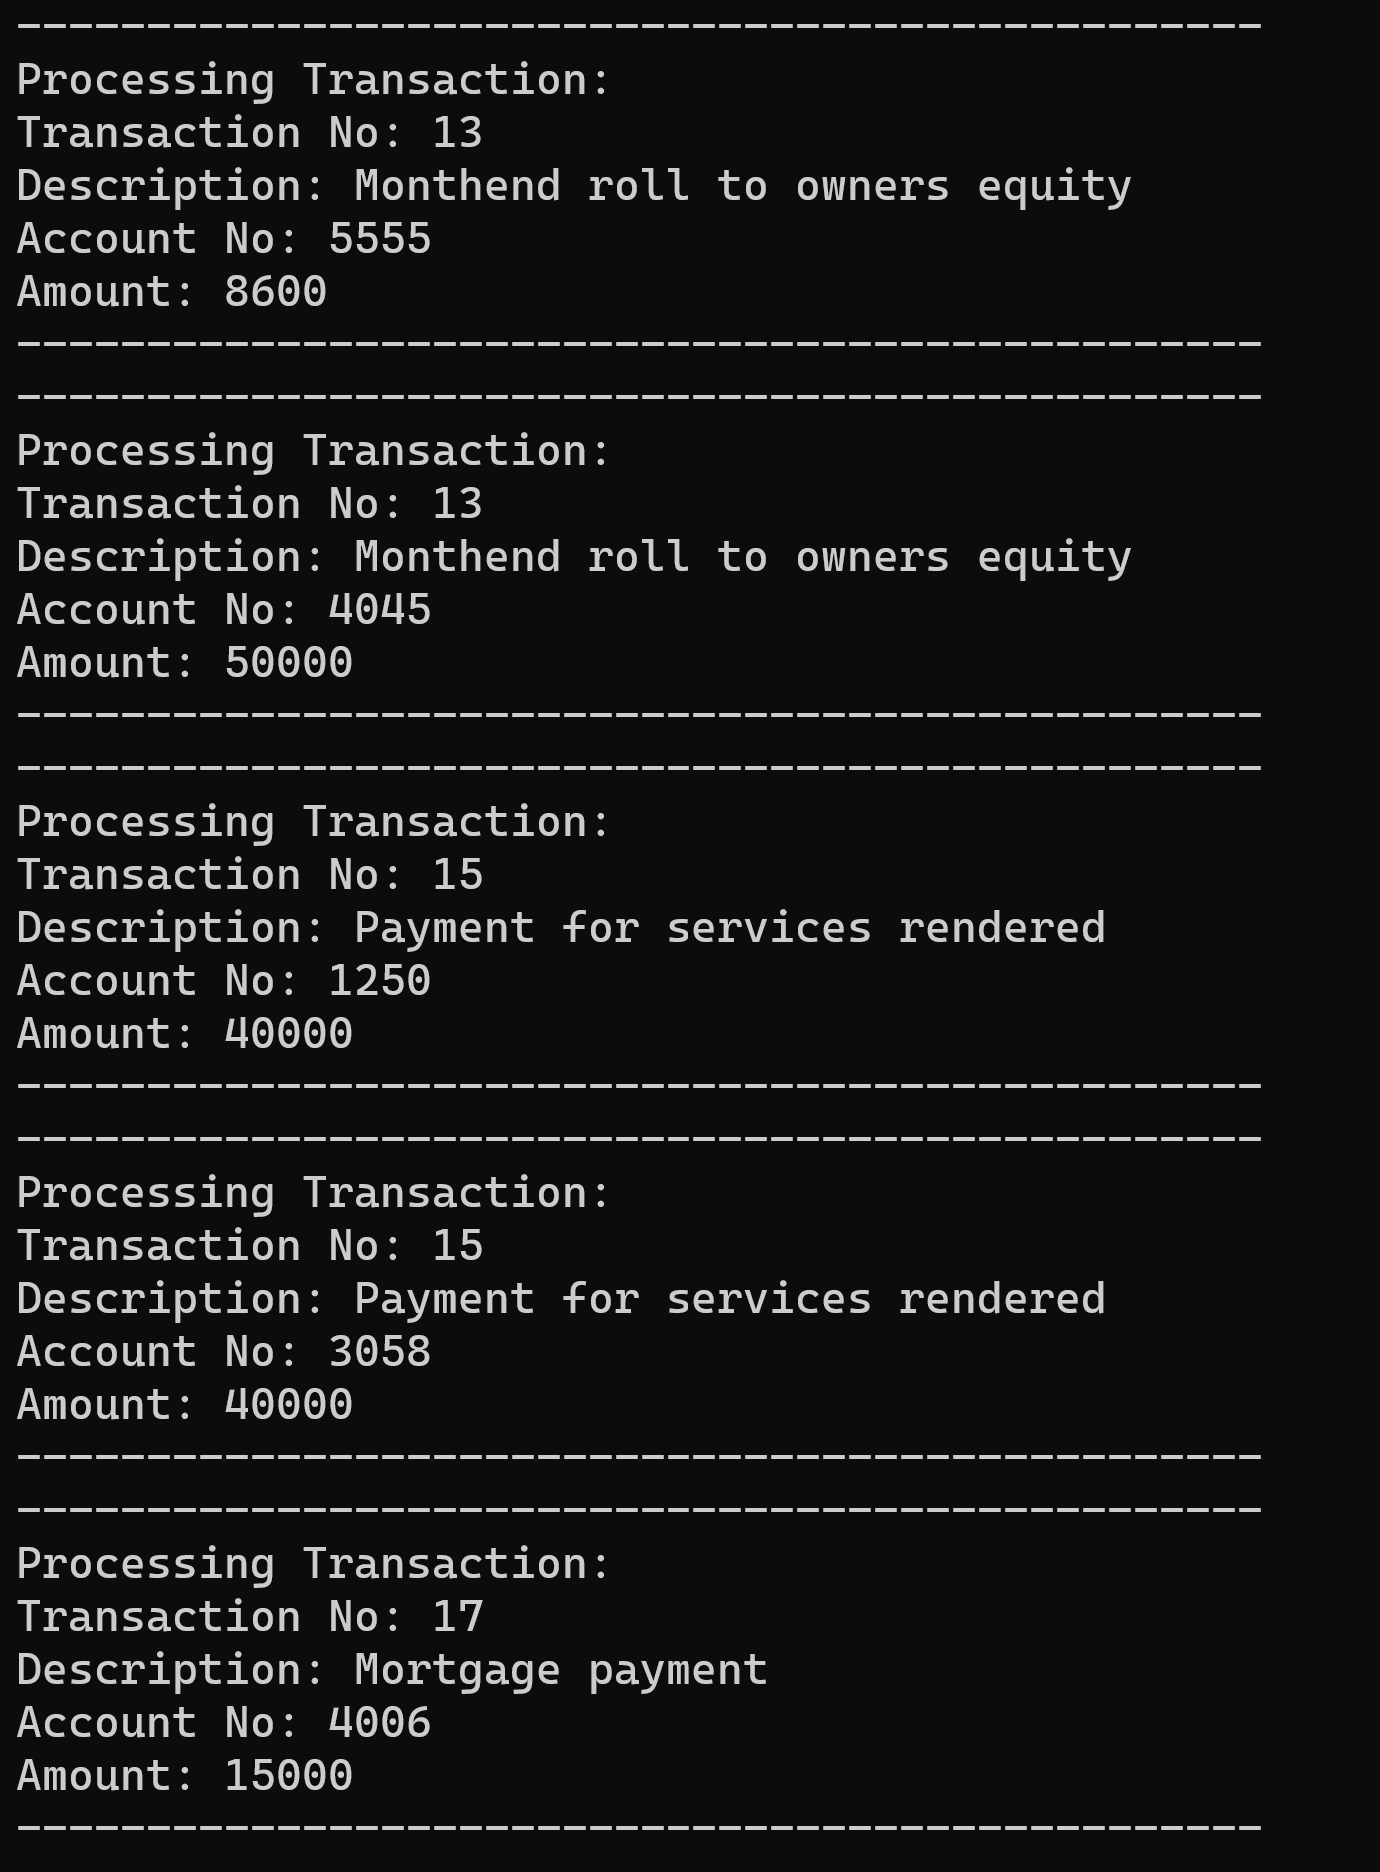 ------------------------------------------------
Processing Transaction:
Transaction No: 13
Description: Monthend roll to owners equity
Account No: 5555
Amount: 8600
------------------------------------------------
------------------------------------------------
Processing Transaction:
Transaction No: 13
Description: Monthend roll to owners equity
Account No: 4045
Amount: 50000
------------------------------------------------
------------------------------------------------
Processing Transaction:
Transaction No: 15
Description: Payment for services rendered
Account No: 1250
Amount: 40000
------------------------------------------------
------------------------------------------------
Processing Transaction:
Transaction No: 15
Description: Payment for services rendered
Account No: 3058
Amount: 40000
------------------------------------------------
------------------------------------------------
Processing Transaction:
Transaction No: 17
Description: Mortgage payment
Account No: 4006
Amount: 15000
------------------------------------------------